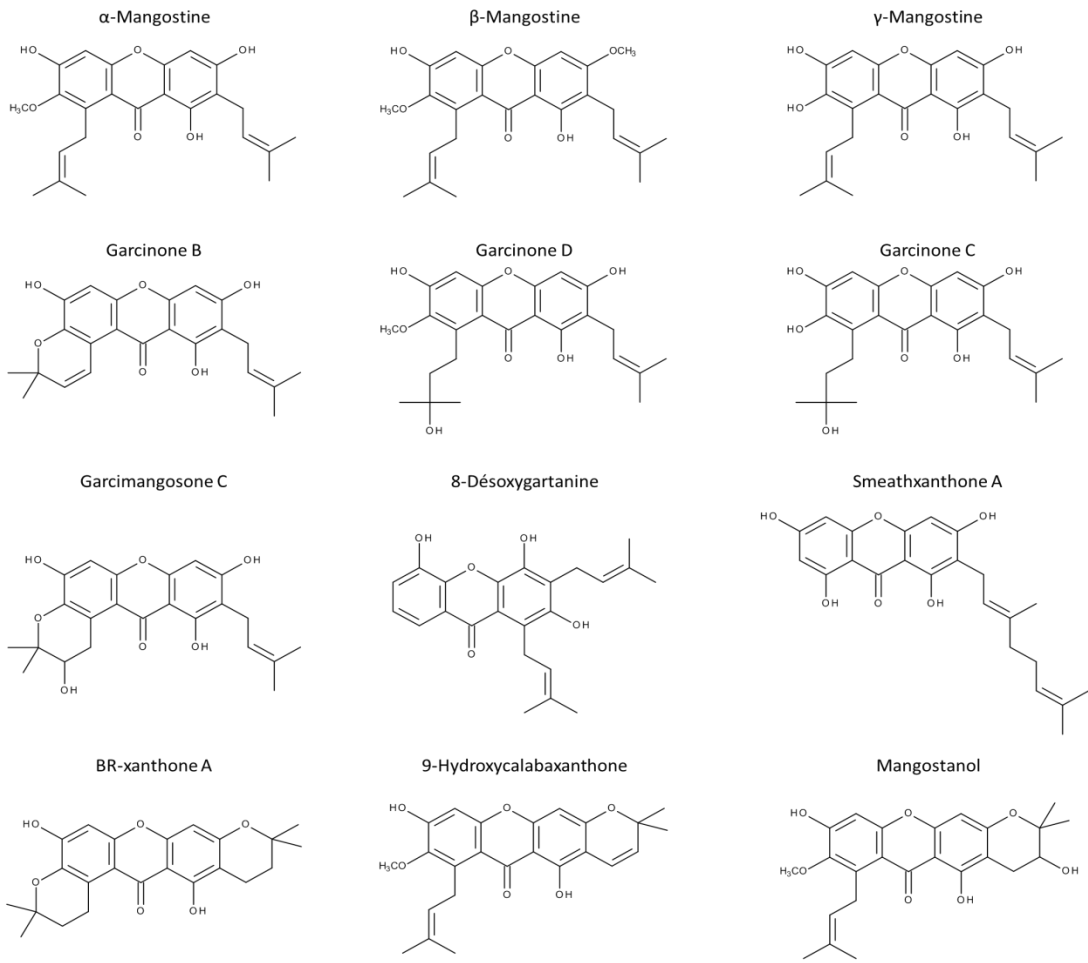 α-Mangostine
β-Mangostine
γ-Mangostine
HO
O
OH
H₃CO
O
OH
HO
O
OCH₃
H₃CO
O
OH
HO
O
OH
HO
O
OH
Garcinone B
Garcinone D
Garcinone C
HO
O
OH
O
O
OH
HO
O
OH
H₃CO
O
OH
OH
HO
O
OH
HO
O
OH
OH
Garcimangosone C
8-Désoxygartanine
Smeathxanthone A
HO
O
OH
O
O
OH
OH
OH
OH
O
OH
O
HO
O
OH
OH
O
OH
BR-xanthone A
9-Hydroxycalabaxanthone
Mangostanol
HO
O
O
O
O
OH
HO
O
O
H₃CO
O
OH
HO
O
O
H₃CO
O
OH
OH